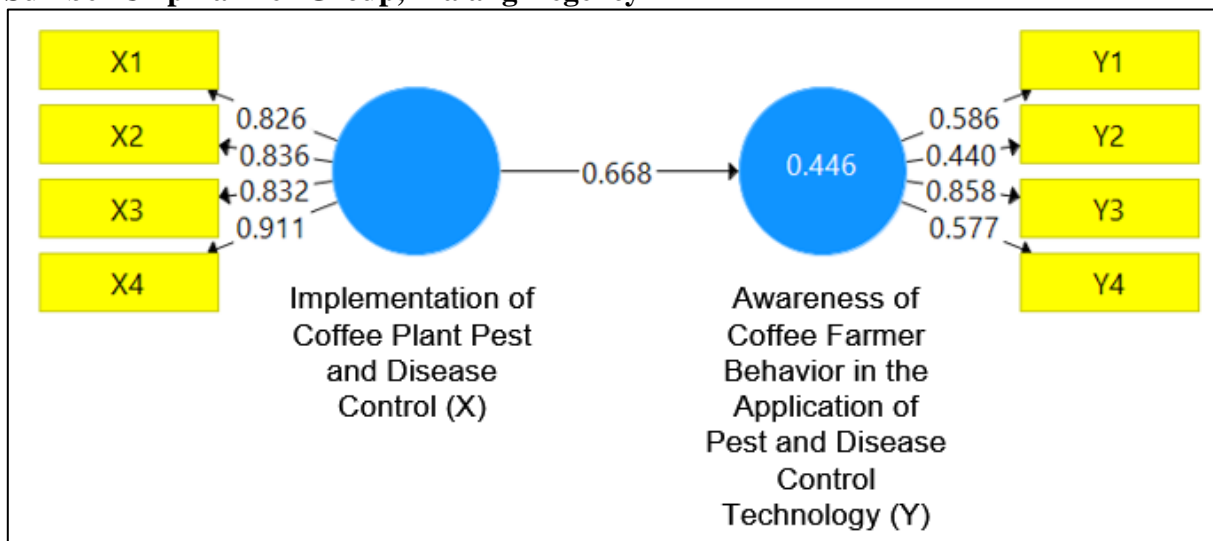 X1
X2
X3
X4
0.826
0.836
0.832
0.911
Implementation of
Coffee Plant Pest
and Disease
Control (X)
0.668
0.446
Awareness of
Coffee Farmer
Behavior in the
Application of
Pest and Disease
Control
Technology (Y)
0.586
0.440
0.858
0.577
Y1
Y2
Y3
Y4